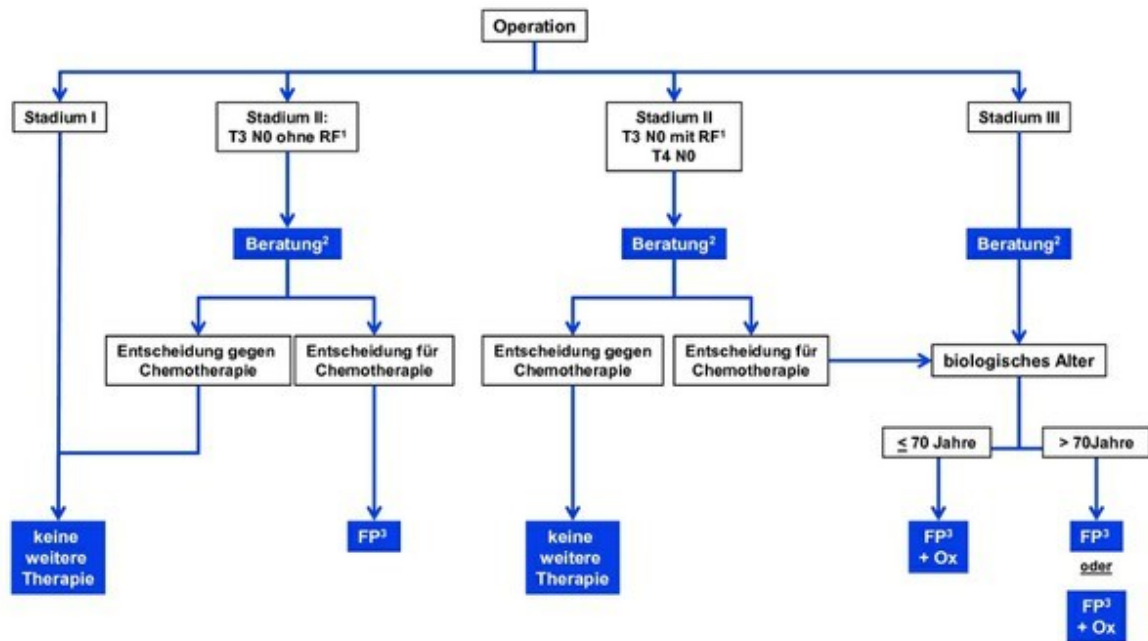 Operation
Stadium I
Stadium II:
T3 N0 ohne RF¹
Stadium II
T3 N0 mit RF¹
T4 N0
Stadium III
Beratung²
Beratung²
Beratung²
Entscheidung gegen
Chemotherapie
Entscheidung für
Chemotherapie
Entscheidung gegen
Chemotherapie
Entscheidung für
Chemotherapie
biologisches Alter
≤ 70 Jahre
> 70Jahre
keine
weitere
Therapie
FP³
keine
weitere
Therapie
FP³
+ Ox
FP³
oder
FP³
+ Ox